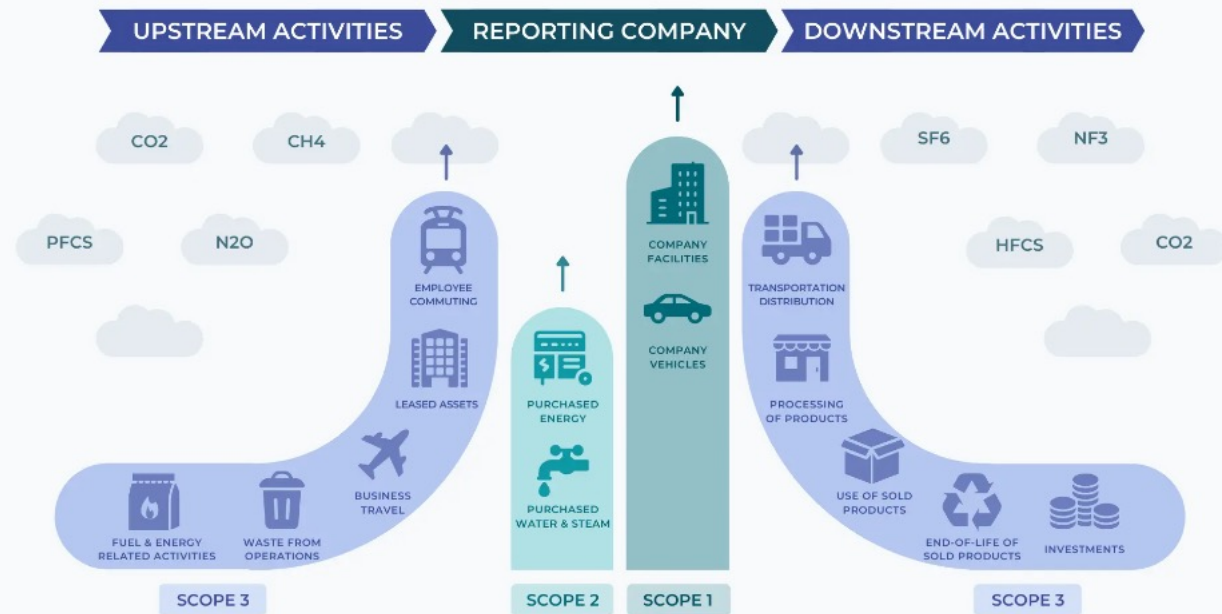 UPSTREAM ACTIVITIES
REPORTING COMPANY
DOWNSTREAM ACTIVITIES
CO2
CH4
SF6
NF3
PFCS
N2O
HFCS
CO2
EMPLOYEE
COMMUTING
LEASED ASSETS
BUSINESS
TRAVEL
FUEL & ENERGY
RELATED ACTIVITIES
WASTE FROM
OPERATIONS
SCOPE 3
PURCHASED
ENERGY
PURCHASED
WATER & STEAM
SCOPE 2
COMPANY
FACILITIES
COMPANY
VEHICLES
SCOPE 1
TRANSPORTATION
DISTRIBUTION
PROCESSING
OF PRODUCTS
USE OF SOLD
PRODUCTS
END-OF-LIFE OF
SOLD PRODUCTS
INVESTMENTS
SCOPE 3